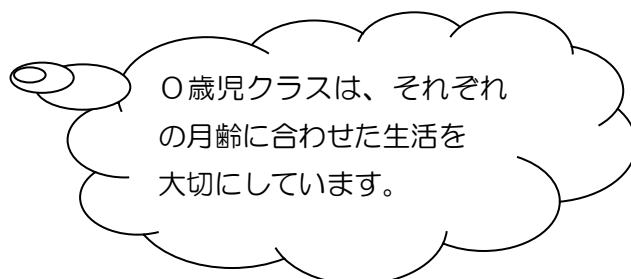 ０歳児クラスは、それぞれ
の月齢に合わせた生活を
大切にしています。